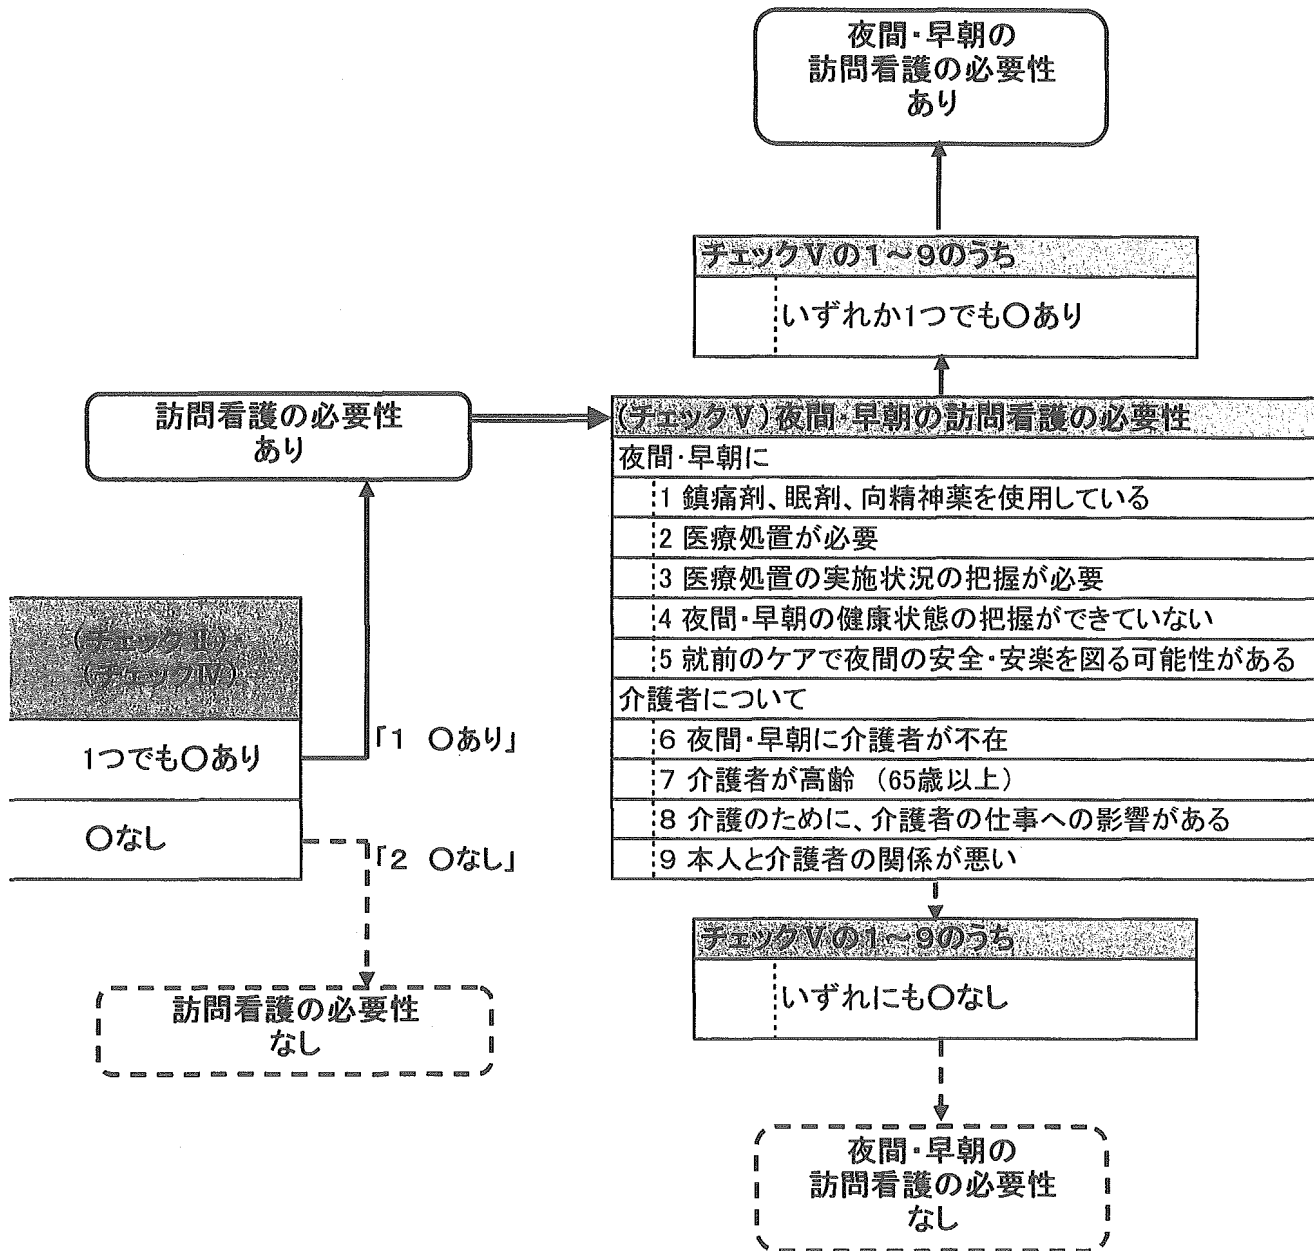 夜間・早朝の
訪問看護の必要性
あり
チェックⅤの1～9のうち
いずれか1つでも○あり
訪問看護の必要性
あり
(チェックⅤ)夜間・早朝の訪問看護の必要性
夜間・早朝に
1 鎮痛剤、眠剤、向精神薬を使用している
2 医療処置が必要
3 医療処置の実施状況の把握が必要
4 夜間・早朝の健康状態の把握ができていない
5 就前のケアで夜間の安全・安楽を図る可能性がある
介護者について
6 夜間・早朝に介護者が不在
7 介護者が高齢 (65歳以上)
8 介護のために、介護者の仕事への影響がある
9 本人と介護者の関係が悪い
(チェックⅡ)
(チェックⅣ)
1つでも○あり
「1 ○あり」
○なし
「2 ○なし」
訪問看護の必要性
なし
チェックⅤの1～9のうち
いずれにも○なし
夜間・早朝の
訪問看護の必要性
なし